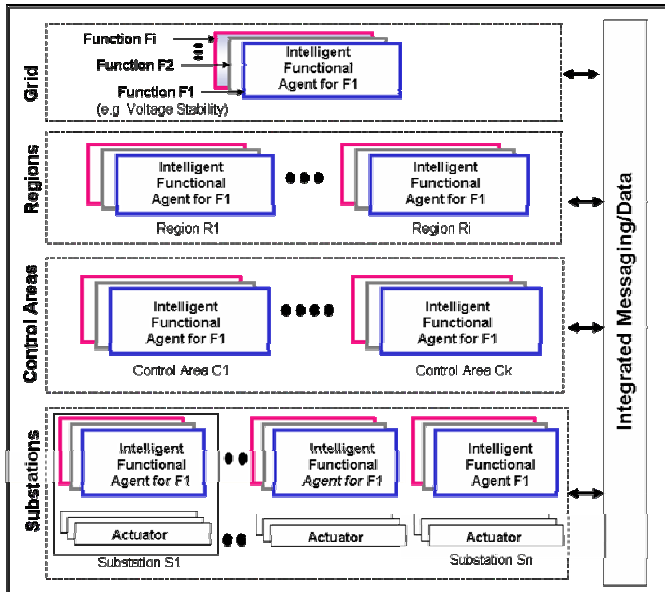 Grid
Function Fi
Function F2
Function F1
(e.g Voltage Stability)
Intelligent
Functional
Agent for F1
Regions
Intelligent
Functional
Agent for F1
Region R1
Intelligent
Functional
Agent for F1
Region Ri
Control Areas
Intelligent
Functional
Agent for F1
Control Area C1
Intelligent
Functional
Agent for F1
Control Area Ck
Substations
Intelligent
Functional
Agent for F1
Actuator
Substation S1
Intelligent
Functional
Agent for F1
Actuator
Intelligent
Functional
Agent F1
Actuator
Substation Sn
Integrated Messaging/Data